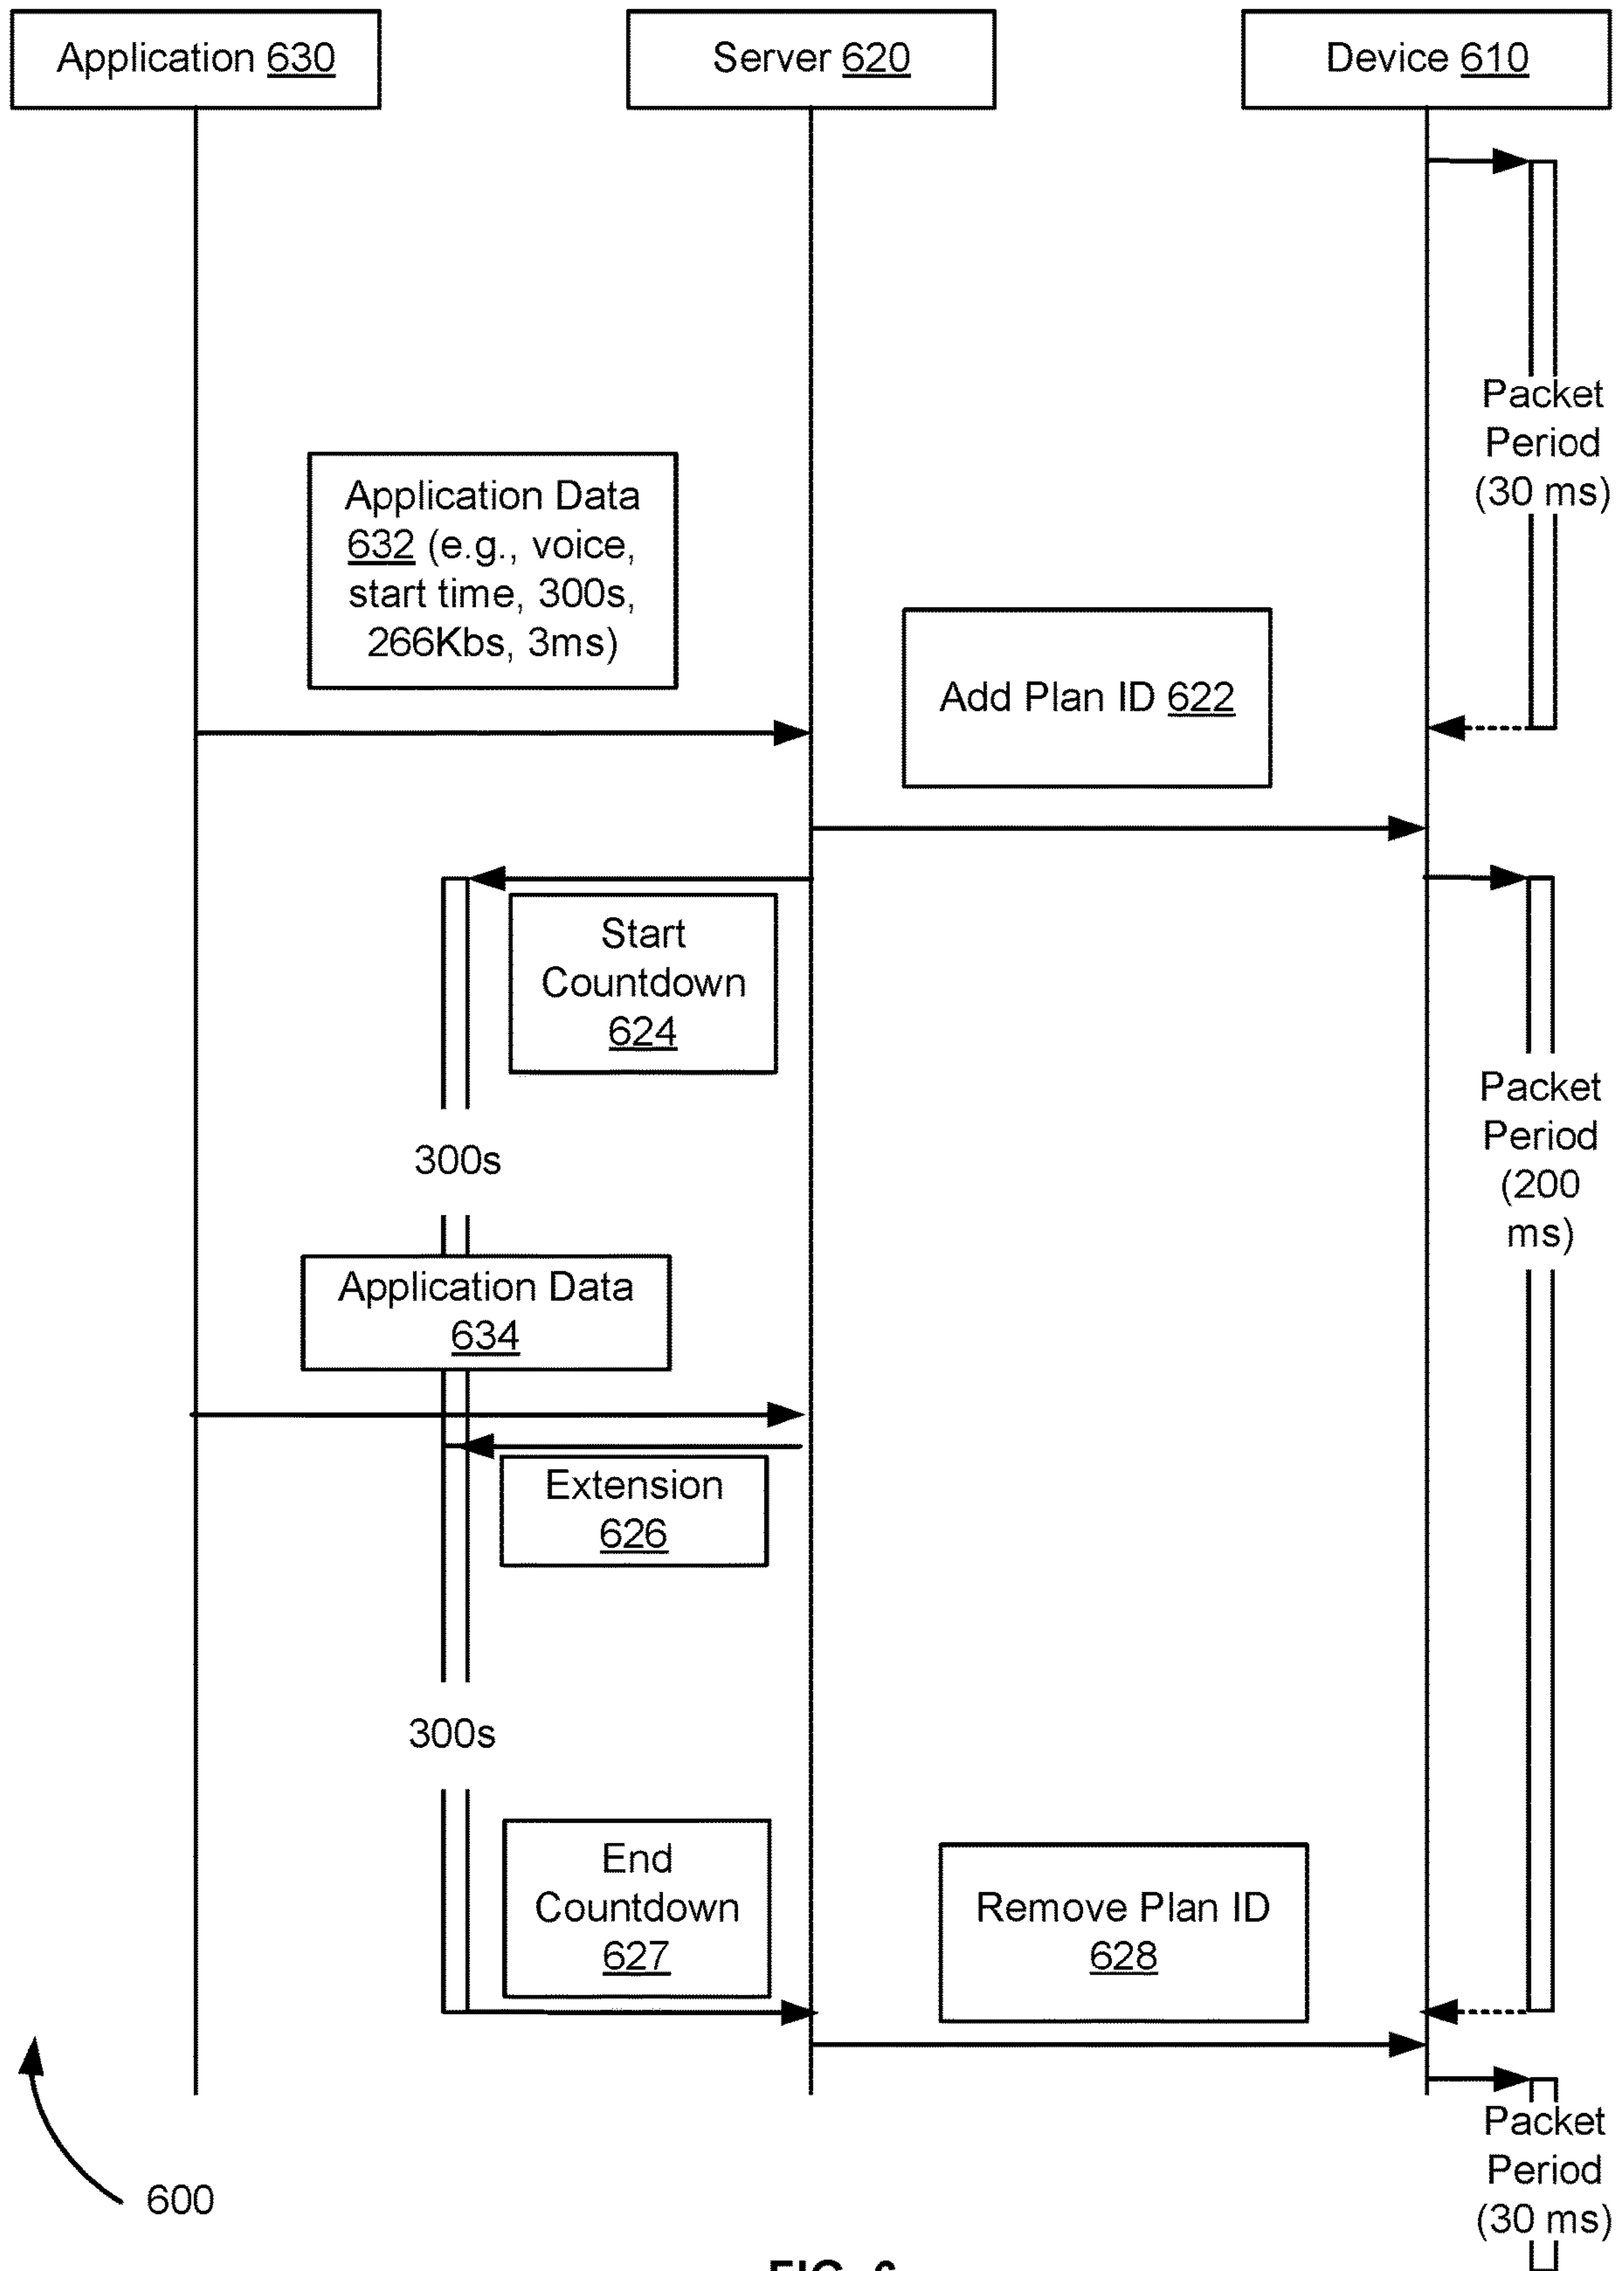 Application 630
Server 620
Device 610
Packet
Period
(30 ms)
Application Data
632 (e.g., voice,
start time, 300s,
266Kbs, 3ms)
Add Plan ID 622
Start
Countdown
624
Packet
Period
(200
ms)
300s
Application Data
634
Extension
626
300s
End
Countdown
627
Remove Plan ID
628
600
Packet
Period
(30 ms)
FIG. 6